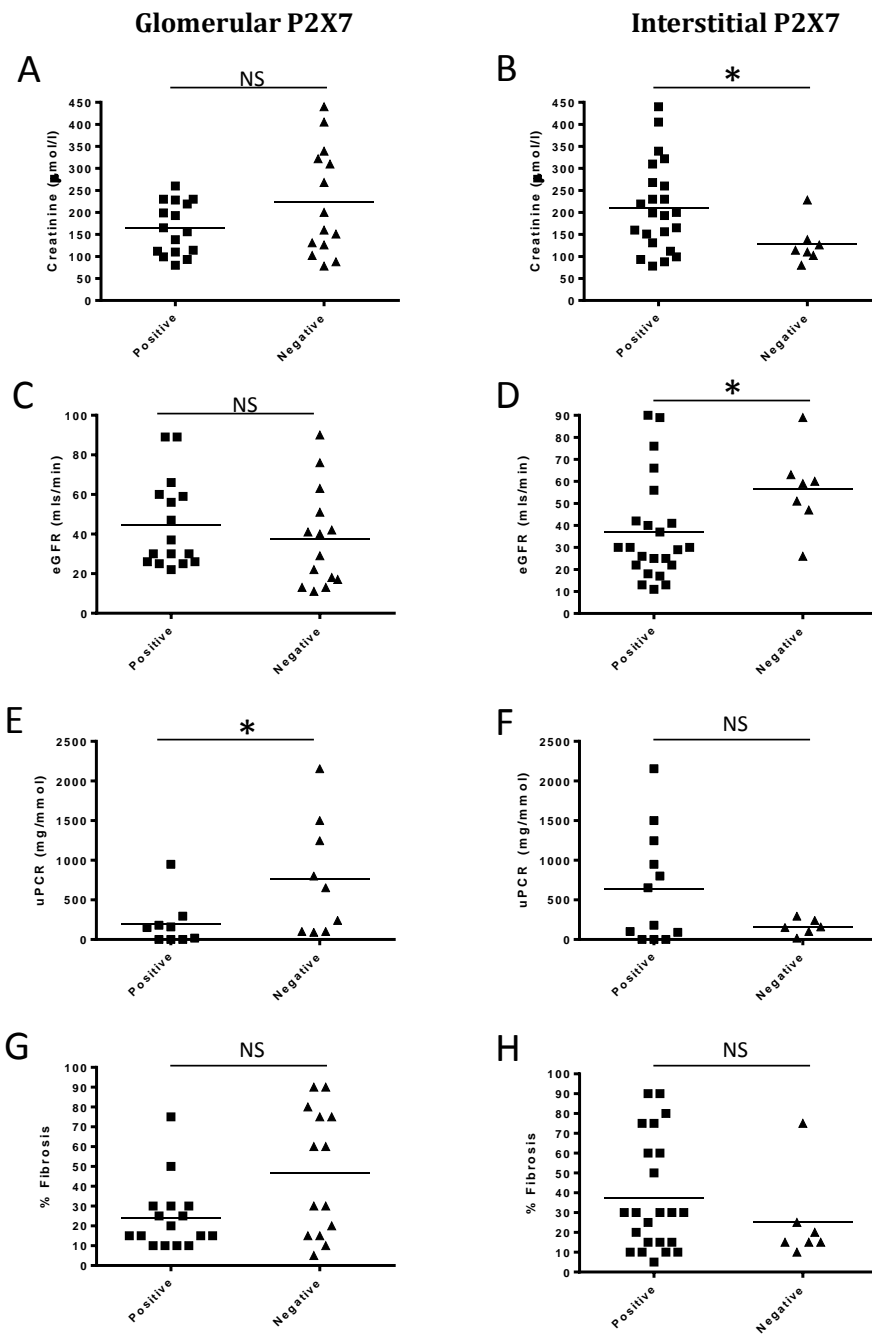 Glomerular P2X7
Interstitial P2X7
A
NS
450
400
350
300
250
200
150
100
50
0
Creatinine (µmol/l)
Positive
Negative
B
*
450
400
350
300
250
200
150
100
50
0
Creatinine (µmol/l)
Positive
Negative
C
NS
100
80
60
40
20
0
eGFR (mls/min)
Positive
Negative
D
*
90
80
70
60
50
40
30
20
10
0
eGFR (mls/min)
Positive
Negative
E
*
2500
2000
1500
1000
500
0
uPCR (mg/mmol)
Positive
Negative
F
NS
2500
2000
1500
1000
500
0
uPCR (mg/mmol)
Positive
Negative
G
NS
100
90
80
70
60
50
40
30
20
10
0
% Fibrosis
Positive
Negative
H
NS
100
90
80
70
60
50
40
30
20
10
0
% Fibrosis
Positive
Negative